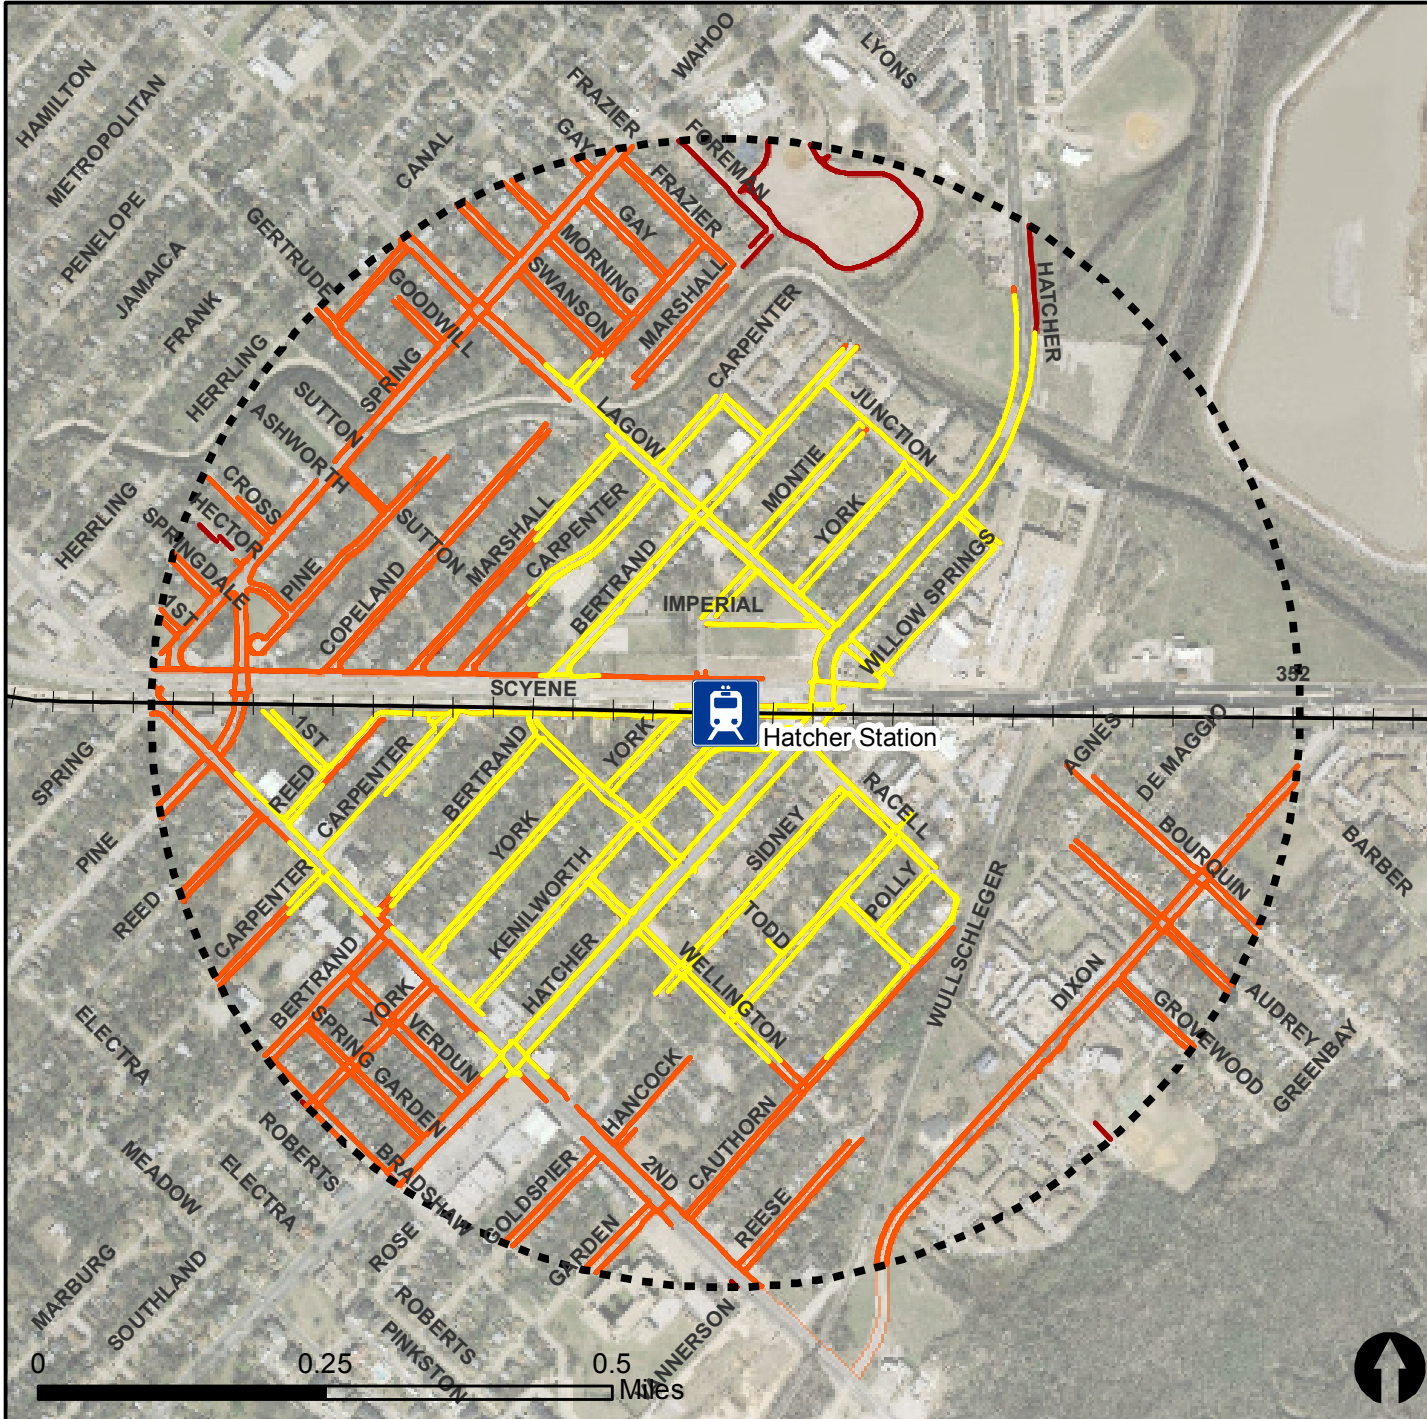 WAHOO
LYONS
HAMILTON
METROPOLITAN
FRAZIER
GAY
FOREMAN
CANAL
PENELOPE
FRAZIER
GAY
JAMAICA
GERTRUDE
MORNING
SWANSON
MARSHALL
HATCHER
GOODWILL
FRANK
CARPENTER
HERRLING
SPRING
SUTTON
ASHWORTH
LAGOW
JUNCTION
MONTIE
CROSS
HECTOR
HERRLING
SPRINGDALE
SUTTON
MARSHALL
CARPENTER
YORK
WILLOW SPRINGS
PINE
COPELAND
BERTRAND
IMPERIAL
1ST
SCYENE
352
Hatcher Station
1ST
SPRING
REED
CARPENTER
BERTRAND
YORK
AGNES
DE MAGGIO
RACELL
SIDNEY
PINE
YORK
BOURQUIN
BARBER
POLLY
REED
CARPENTER
KENILWORTH
TODD
WULLSCHLEGER
HATCHER
WELLINGTON
BERTRAND
YORK
DIXON
AUDREY
GROVEWOOD
GREENBAY
ELECTRA
SPRING GARDEN
VERDUN
HANCOCK
CAUTHORN
ROBERTS
MEADOW
ELECTRA
BRADSHAW
GOLDSPIER
2ND
REESE
ROSE
GARDEN
MARBURG
SOUTHLAND
ROBERTS
PINKSTON
0
0.25
0.5
Miles